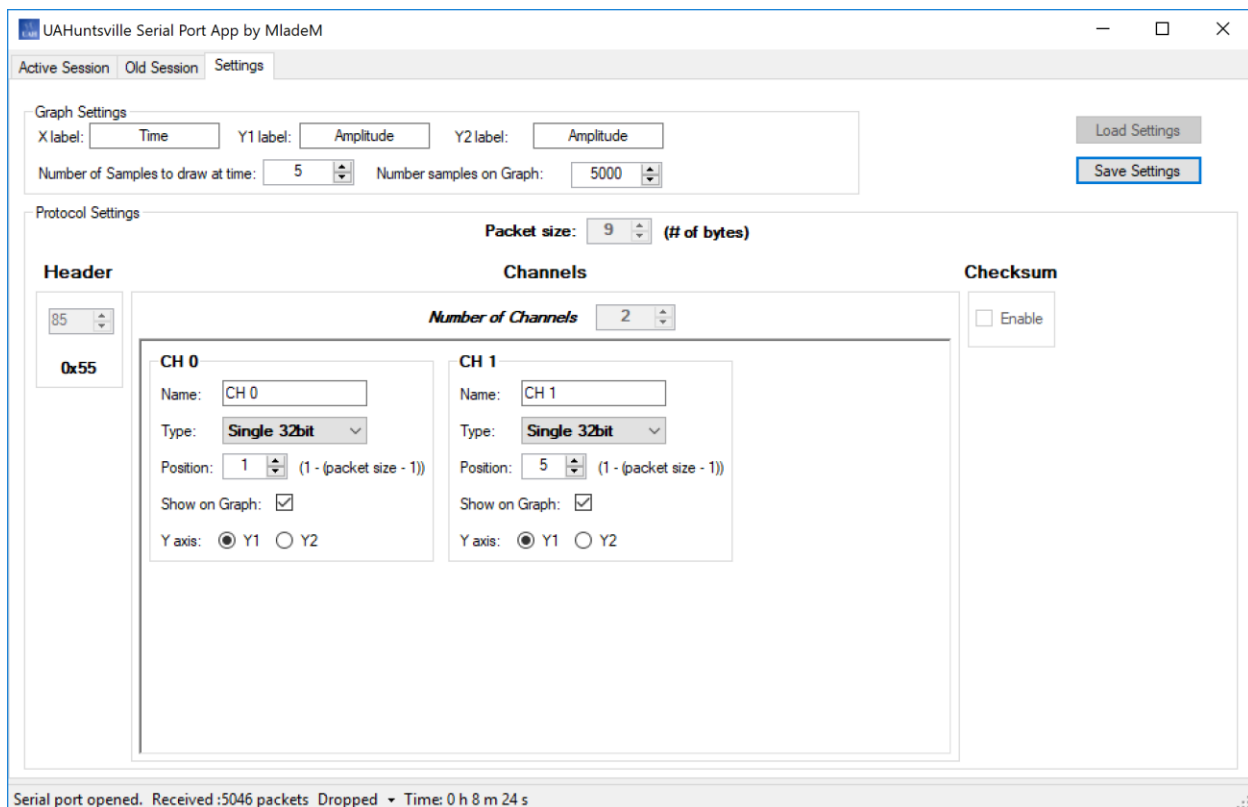 UAHuntsville Serial Port App by MladeM
Active Session Old Session Settings
Graph Settings
X label: Time Y1 label: Amplitude Y2 label: Amplitude
Load Settings
Number of Samples to draw at time: 5 Number samples on Graph: 5000
Save Settings
Protocol Settings
Packet size: 9 (# of bytes)
Header Channels Checksum
85 Number of Channels 2 Enable
0x55
CH 0 CH 1
Name: CH 0 Name: CH 1
Type: Single 32bit Type: Single 32bit
Position: 1 (1 - (packet size - 1)) Position: 5 (1 - (packet size - 1))
Show on Graph: Show on Graph:
Y axis: Y1 Y2 Y axis: Y1 Y2
Serial port opened. Received :5046 packets Dropped Time: 0 h 8 m 24 s